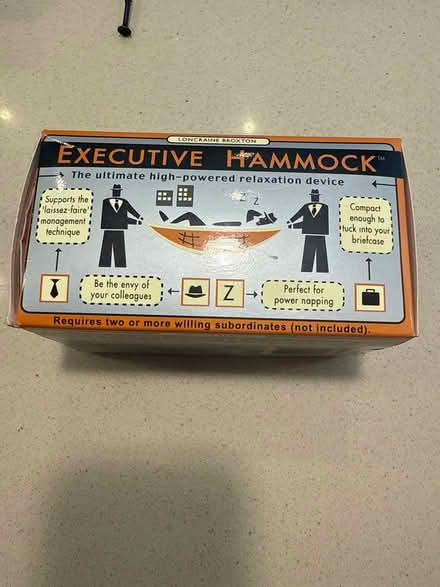 LONCRAINE BROXTON
EXECUTIVE HAMMOCK™
The ultimate high-powered relaxation device
Supports the
'laissez-faire'
management
technique
Z Z
Compact
enough to
tuck into your
briefcase
Be the envy of
your colleagues
Z
Perfect for
power napping
Requires two or more willing subordinates (not included).